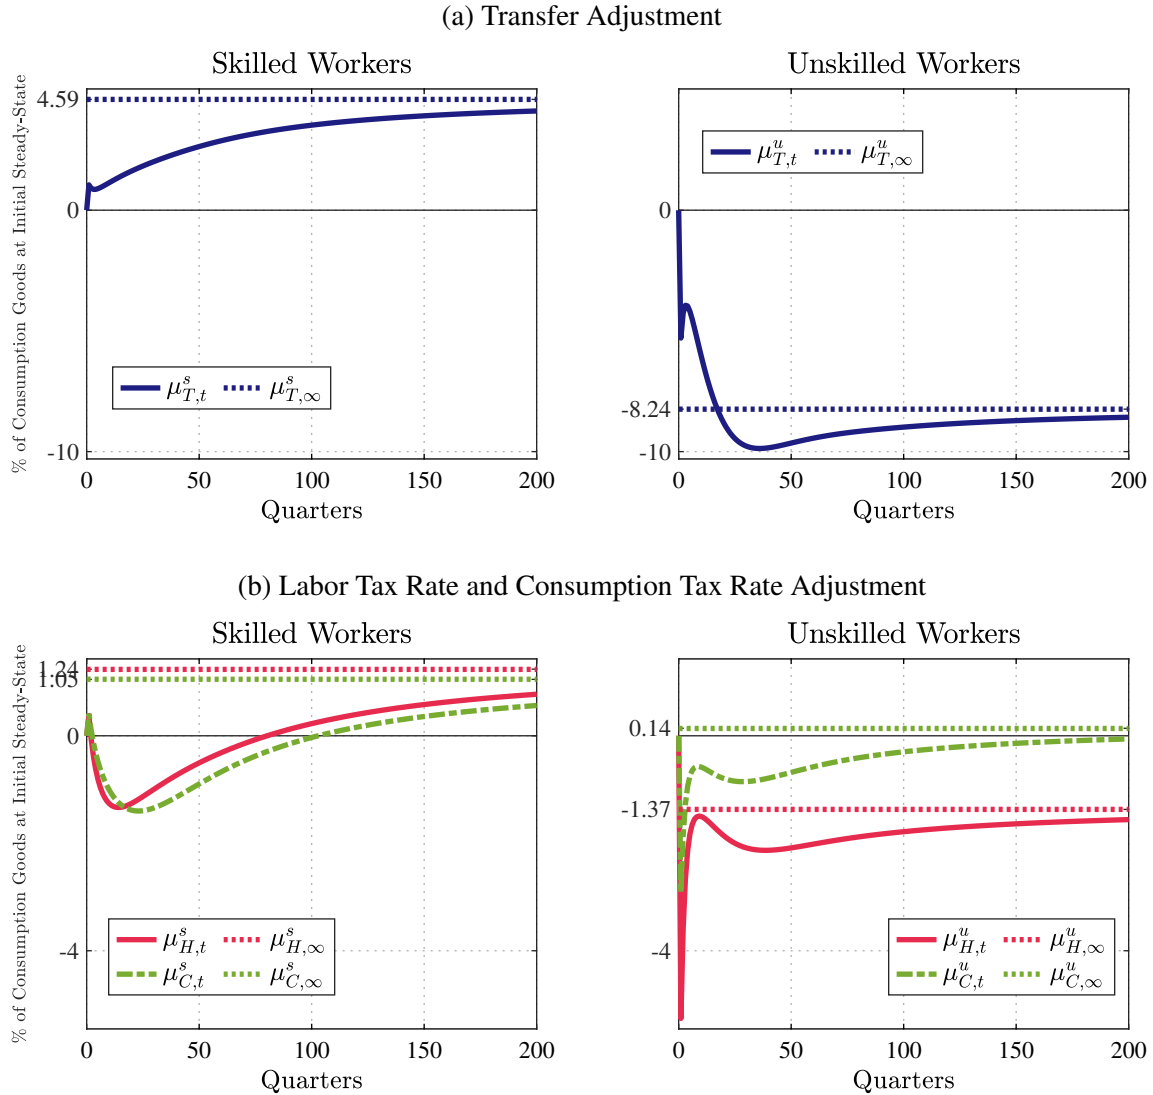 (a) Transfer Adjustment
Skilled Workers
% of Consumption Goods at Initial Steady-State
4.59
0
-10
μ^s_{T,t} μ^s_{T,∞}
0 50 100 150 200
Quarters
Unskilled Workers
μ^u_{T,t} μ^u_{T,∞}
0
-8.24
-10
0 50 100 150 200
Quarters
(b) Labor Tax Rate and Consumption Tax Rate Adjustment
Skilled Workers
% of Consumption Goods at Initial Steady-State
1.24
1.05
0
-4
μ^s_{H,t} μ^s_{H,∞}
μ^s_{C,t} μ^s_{C,∞}
0 50 100 150 200
Quarters
Unskilled Workers
0.14
-1.37
-4
μ^u_{H,t} μ^u_{H,∞}
μ^u_{C,t} μ^u_{C,∞}
0 50 100 150 200
Quarters